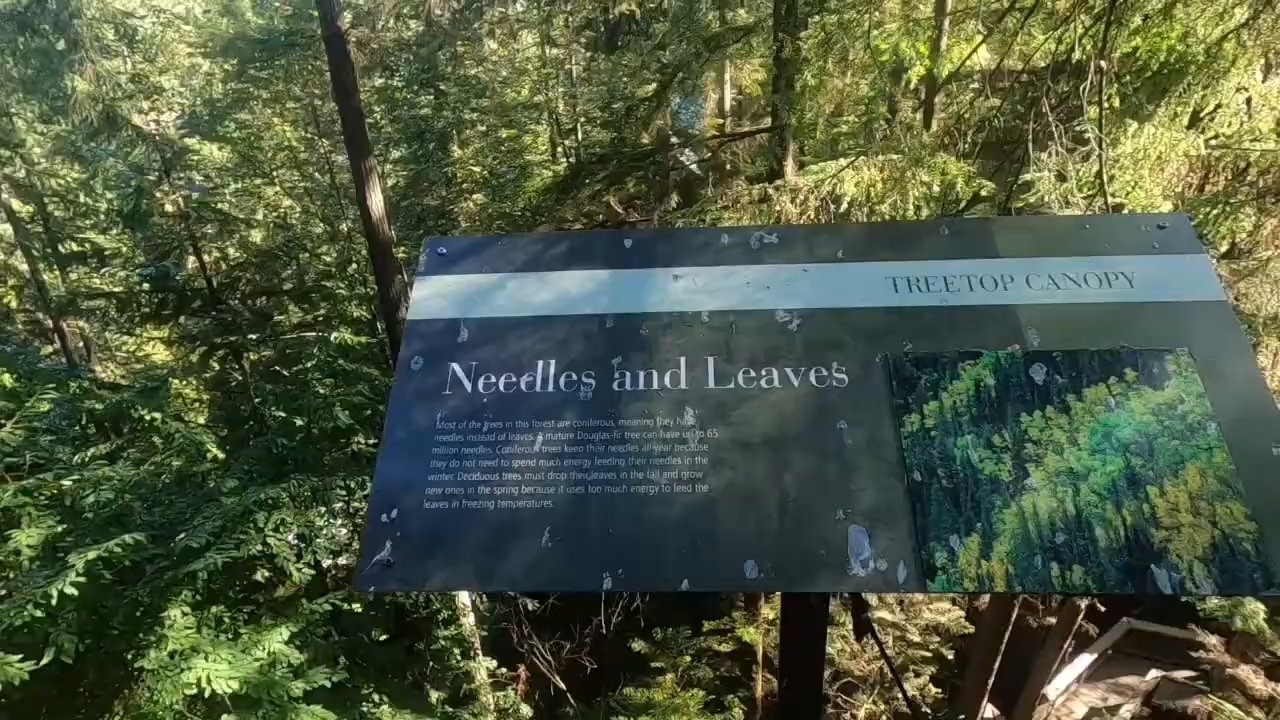 TREETOP CANOPY
Needles and Leaves
Most of the trees in this forest are coniferous, meaning they have
needles instead of leaves. A mature Douglas-fir tree can have up to 65
million needles. Coniferous trees keep their needles all year because
they do not need to spend much energy feeding their needles in the
winter. Deciduous trees must drop their leaves in the fall and grow
new ones in the spring because it uses too much energy to feed the
leaves in freezing temperatures.